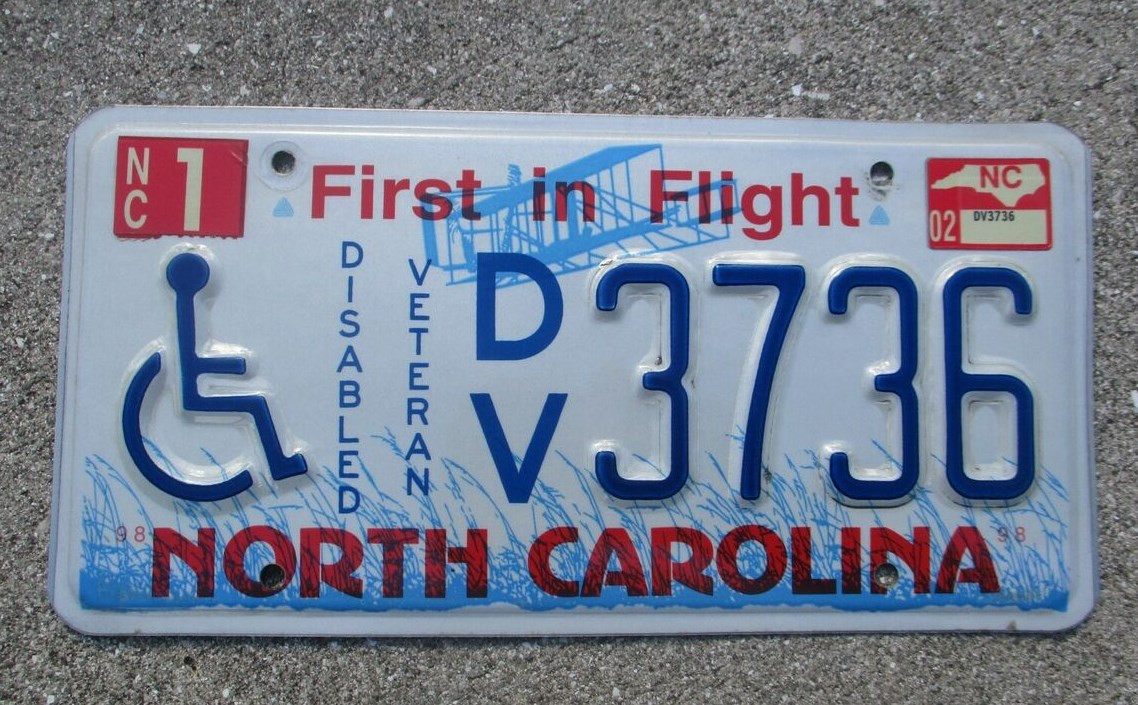 NC 1
First in Flight
NC
02 DV3736
DISABLED
VETERAN
DV 3736
98 98
NORTH CAROLINA